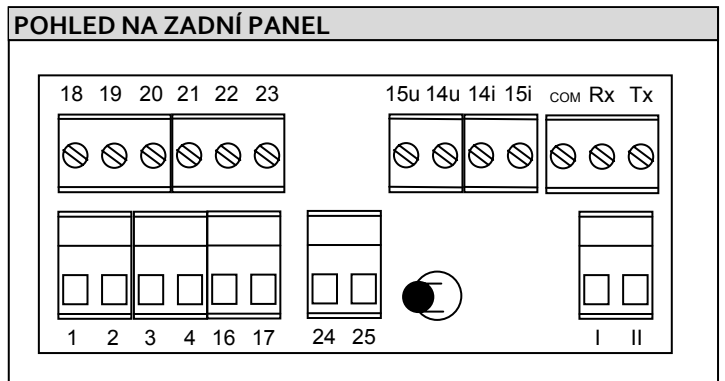 POHLED NA ZADNÍ PANEL
18 19 20 21 22 23 15u 14u 14i 15i COM Rx Tx
1 2 3 4 16 17 24 25 I II